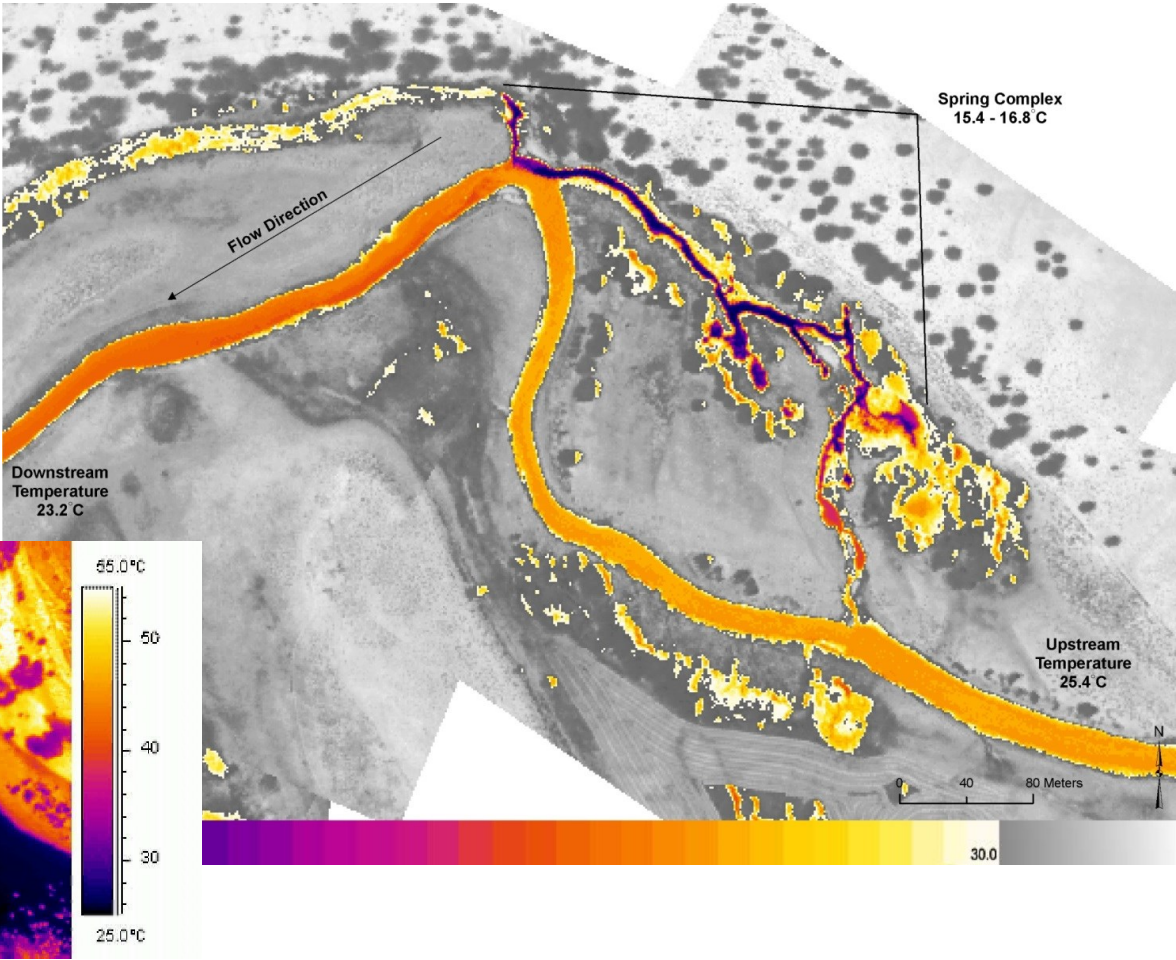 Spring Complex
15.4 - 16.8°C
Flow Direction
Downstream
Temperature
23.2°C
55.0°C
50
40
30
25.0°C
Upstream
Temperature
25.4°C
N
0 40 80 Meters
30.0